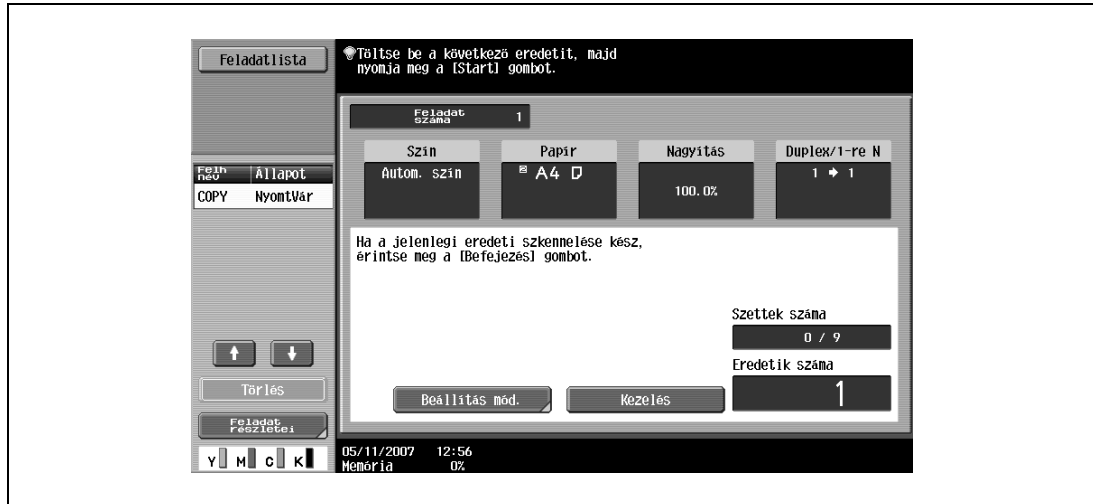 Feladatlista
Töltse be a következö eredetit, majd
nyomja meg a [Start] gombot.
Feladat
száma 1
Szín Papír Nagyítás Duplex/1-re N
Autom. szín A4 100.0% 1 → 1
Felh
név Állapot
COPY NyomtVár
Ha a jelenlegi eredeti szkennelése kész,
érintse meg a [Befejezés] gombot.
Szettek száma
0 / 9
Eredetik száma
1
Törlés
Beállítás mód. Kezelés
Feladat
részletei
Y M C K
05/11/2007 12:56
Memória 0%